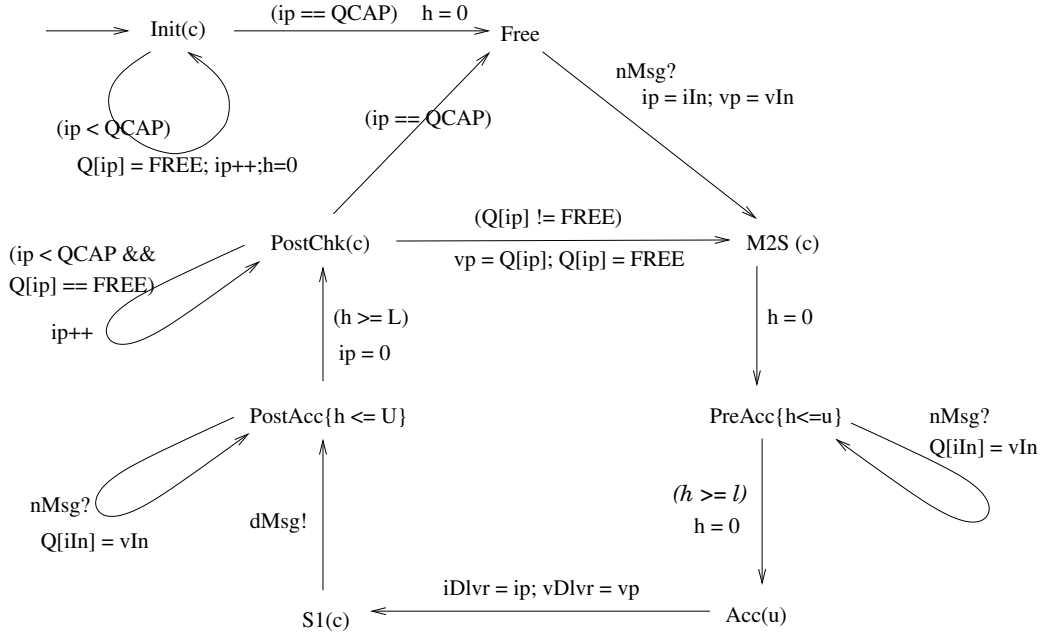 Init(c)
(ip == QCAP) h = 0
Free
nMsg?
ip = iIn; vp = vIn
(ip == QCAP)
(ip < QCAP)
Q[ip] = FREE; ip++;h=0
(Q[ip] != FREE)
PostChk(c)
M2S (c)
(ip < QCAP &&
Q[ip] == FREE)
vp = Q[ip]; Q[ip] = FREE
ip++
(h >= L)
ip = 0
h = 0
PostAcc{h <= U}
PreAcc{h<=u}
nMsg?
Q[iIn] = vIn
nMsg?
Q[iIn] = vIn
dMsg!
(h >= l)
h = 0
iDlvr = ip; vDlvr = vp
S1(c)
Acc(u)